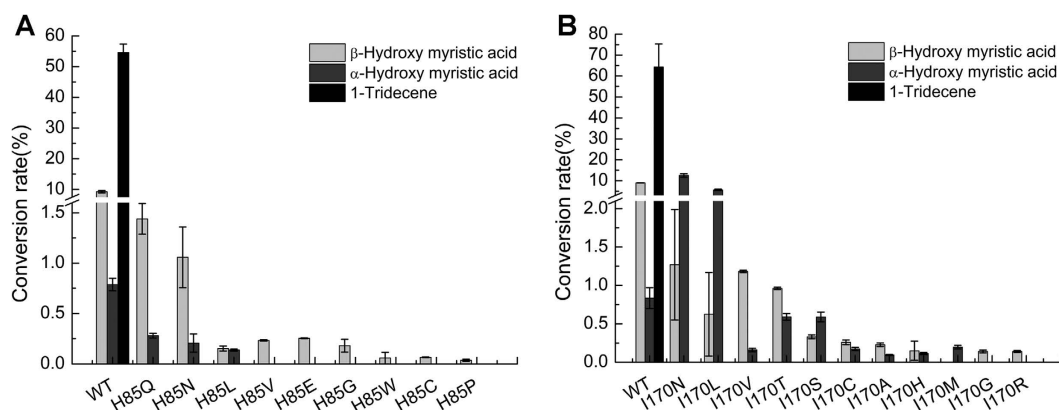 A
Conversion rate(%)
60
50
40
30
20
10
1.5
1.0
0.5
0.0
β-Hydroxy myristic acid
α-Hydroxy myristic acid
1-Tridecene
WT H85Q H85N H85L H85V H85E H85G H85W H85C H85P
B
Conversion rate(%)
80
70
60
50
40
30
20
10
2.0
1.5
1.0
0.5
0.0
β-Hydroxy myristic acid
α-Hydroxy myristic acid
1-Tridecene
WT I170N I170L I170V I170T I170S I170C I170A I170H I170M I170G I170R